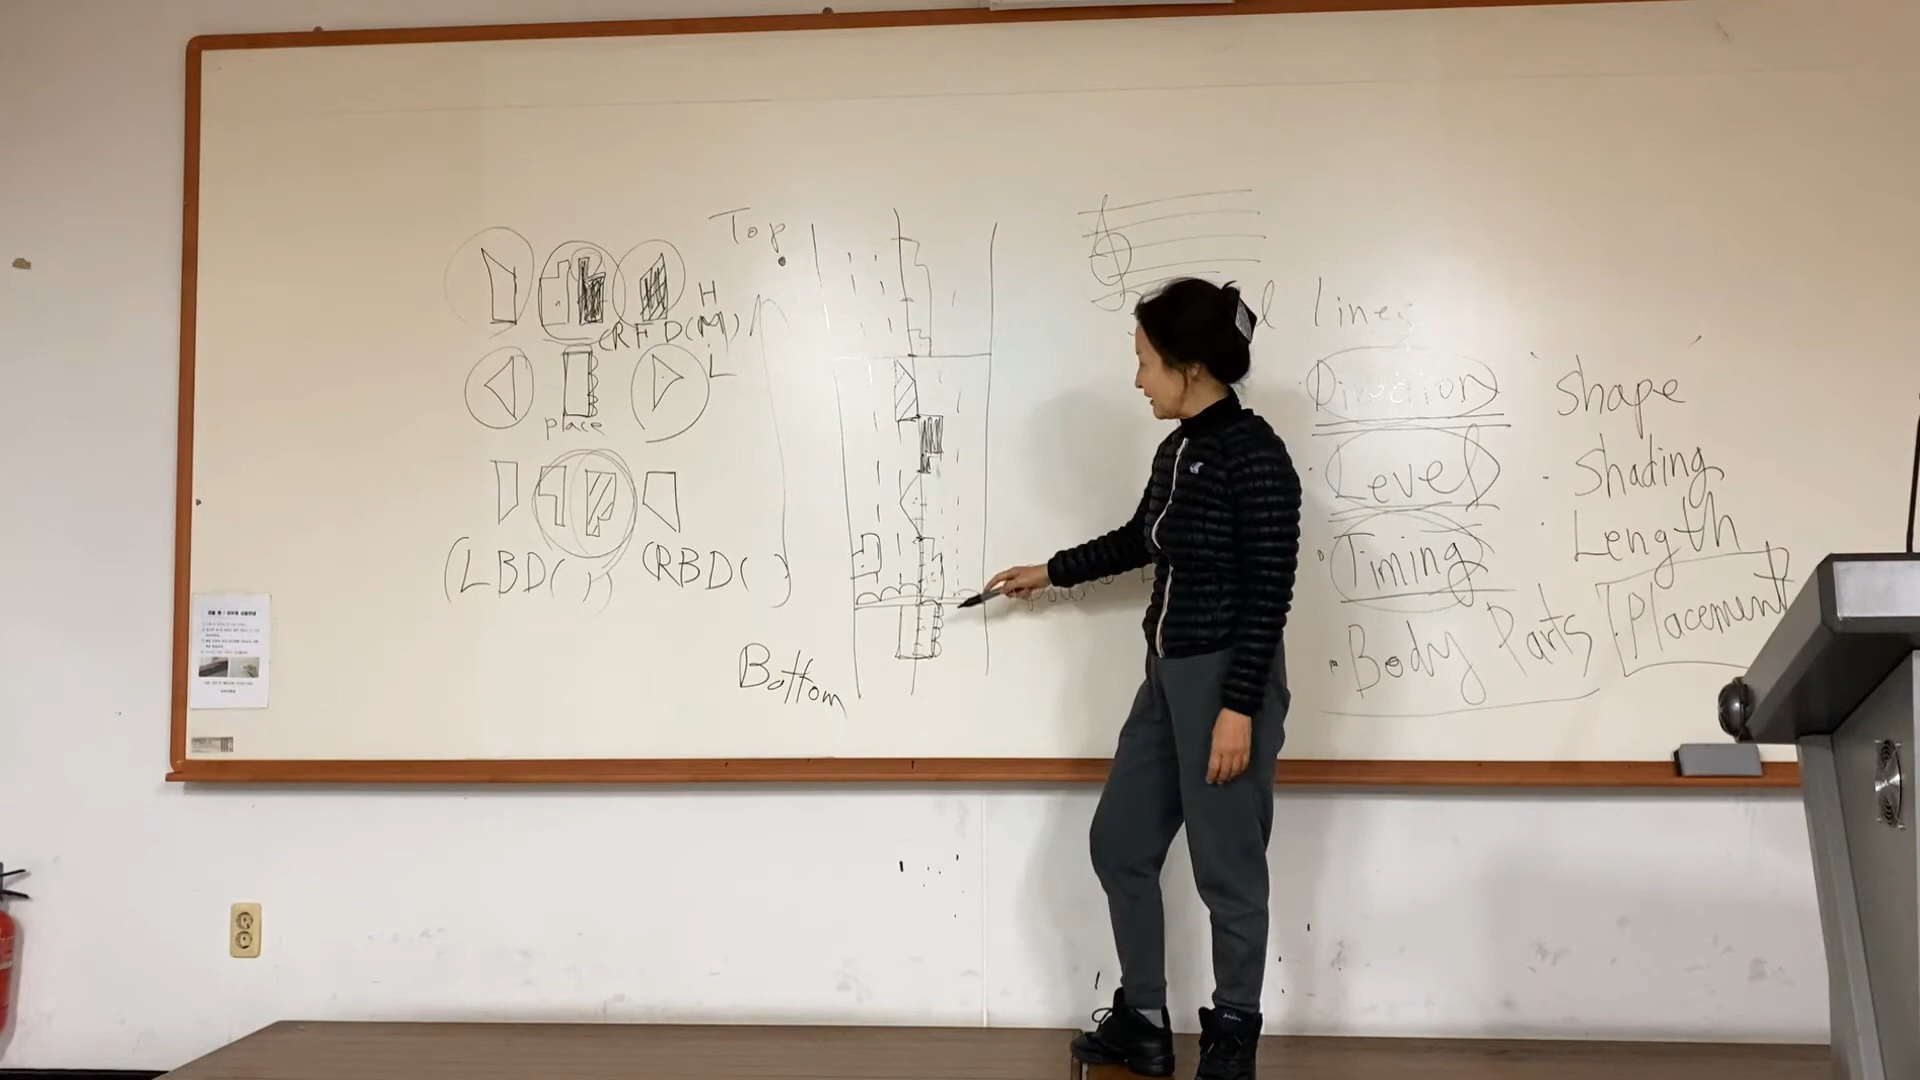 Top
H
(RFD(M)
L
place
(LBD( )) (RBD( )
Bottom
lines
Direction Shape
Level Shading
Timing Length
Body Parts Placement